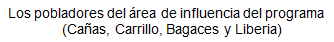 Los pobladores del área de influencia del programa
(Cañas, Carrillo, Bagaces y Liberia)